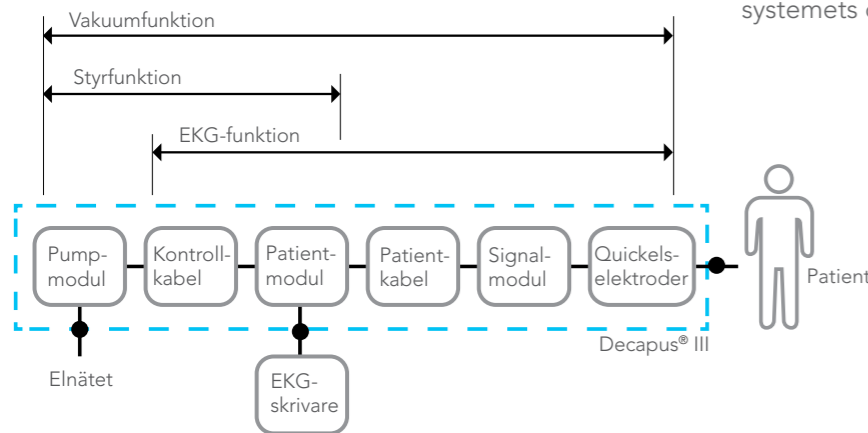 systemets
Vakuumfunktion
Styrfunktion
EKG-funktion
Pump-
modul
Kontroll-
kabel
Patient-
modul
Patient-
kabel
Signal-
modul
Quickels-
elektroder
Patient
Decapus® III
Elnätet
EKG-
skrivare